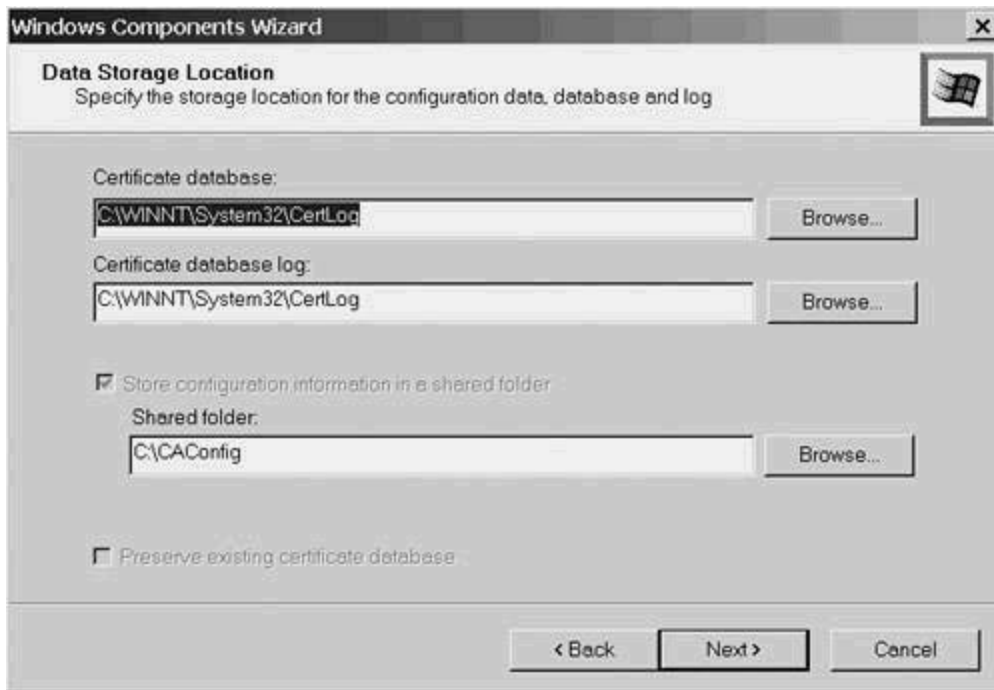 Windows Components Wizard
Data Storage Location
Specify the storage location for the configuration data, database and log
Certificate database:
C:\WINNT\System32\CertLog
Browse...
Certificate database log:
C:\WINNT\System32\CertLog
Browse...
Store configuration information in a shared folder
Shared folder:
C:\CAConfig
Browse...
Preserve existing certificate database
< Back
Next >
Cancel